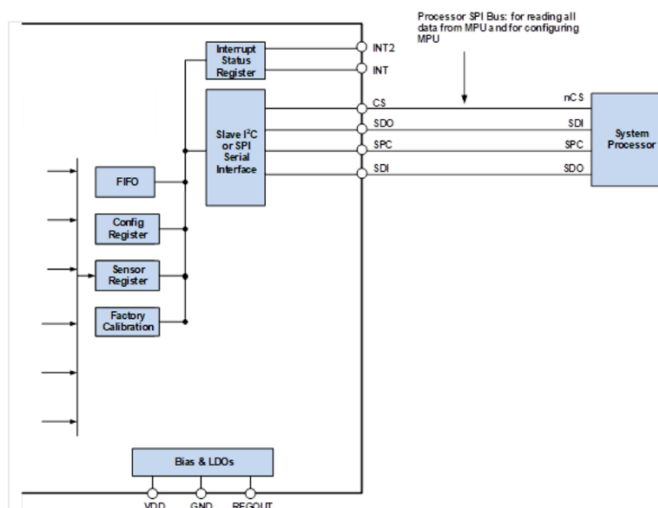 Processor SPI Bus: for reading all
data from MPU and for configuring
MPU
Interrupt
Status
Register
INT2
INT
CS
nCS
Slave I²C
or SPI
Serial
Interface
SDO
SDI
SPC
SPC
SDI
SDO
System
Processor
FIFO
Config
Register
Sensor
Register
Factory
Calibration
Bias & LDOs
VDD
GND
REGOUT